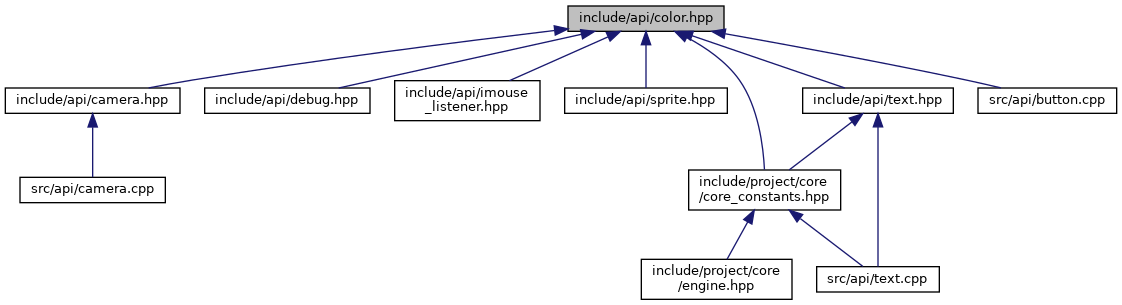 include/api/color.hpp
include/api/camera.hpp
include/api/debug.hpp
include/api/imouse
_listener.hpp
include/api/sprite.hpp
include/api/text.hpp
src/api/button.cpp
src/api/camera.cpp
include/project/core
/core_constants.hpp
include/project/core
/engine.hpp
src/api/text.cpp